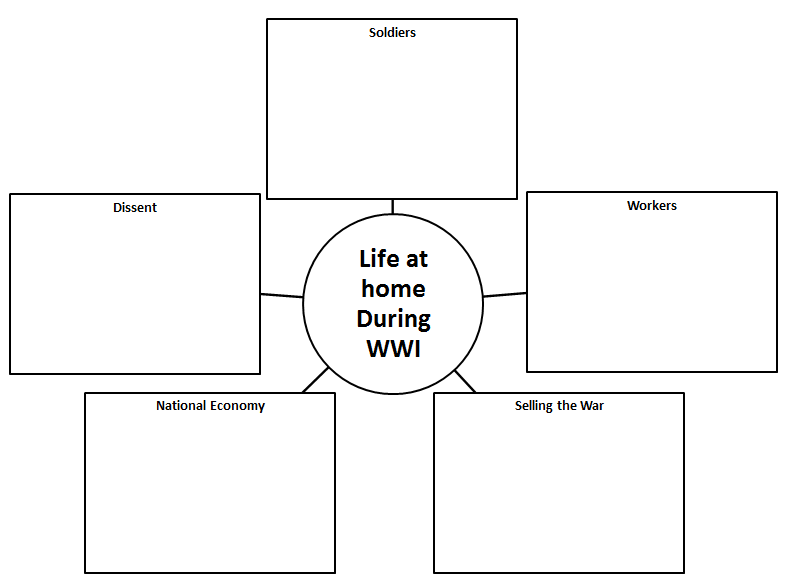 Soldiers
Dissent
Workers
Life at
home
During
WWI
National Economy
Selling the War